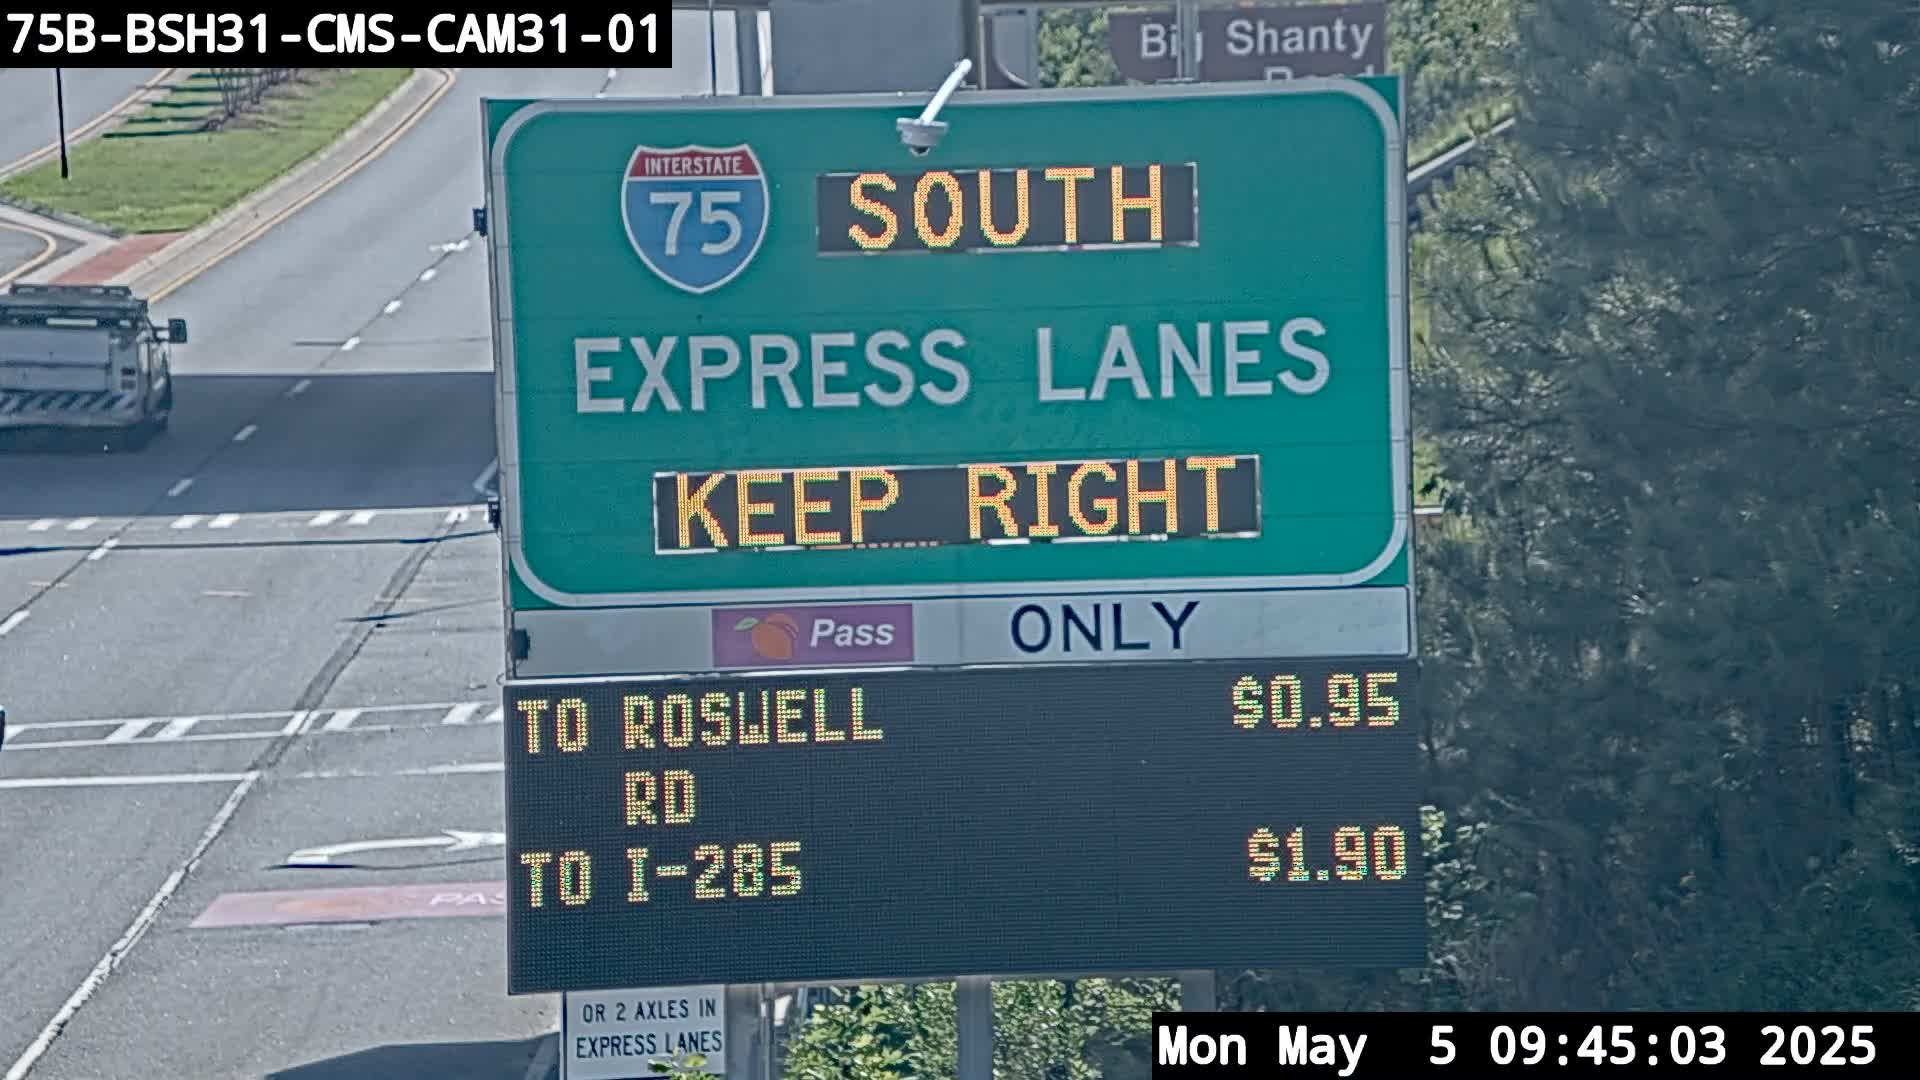 75B-BSH31-CMS-CAM31-01
Big Shanty
Road
INTERSTATE
75
SOUTH
EXPRESS LANES
KEEP RIGHT
Pass ONLY
TO ROSWELL $0.95
RD
TO I-285 $1.90
PAS
OR 2 AXLES IN
EXPRESS LANES
Mon May 5 09:45:03 2025